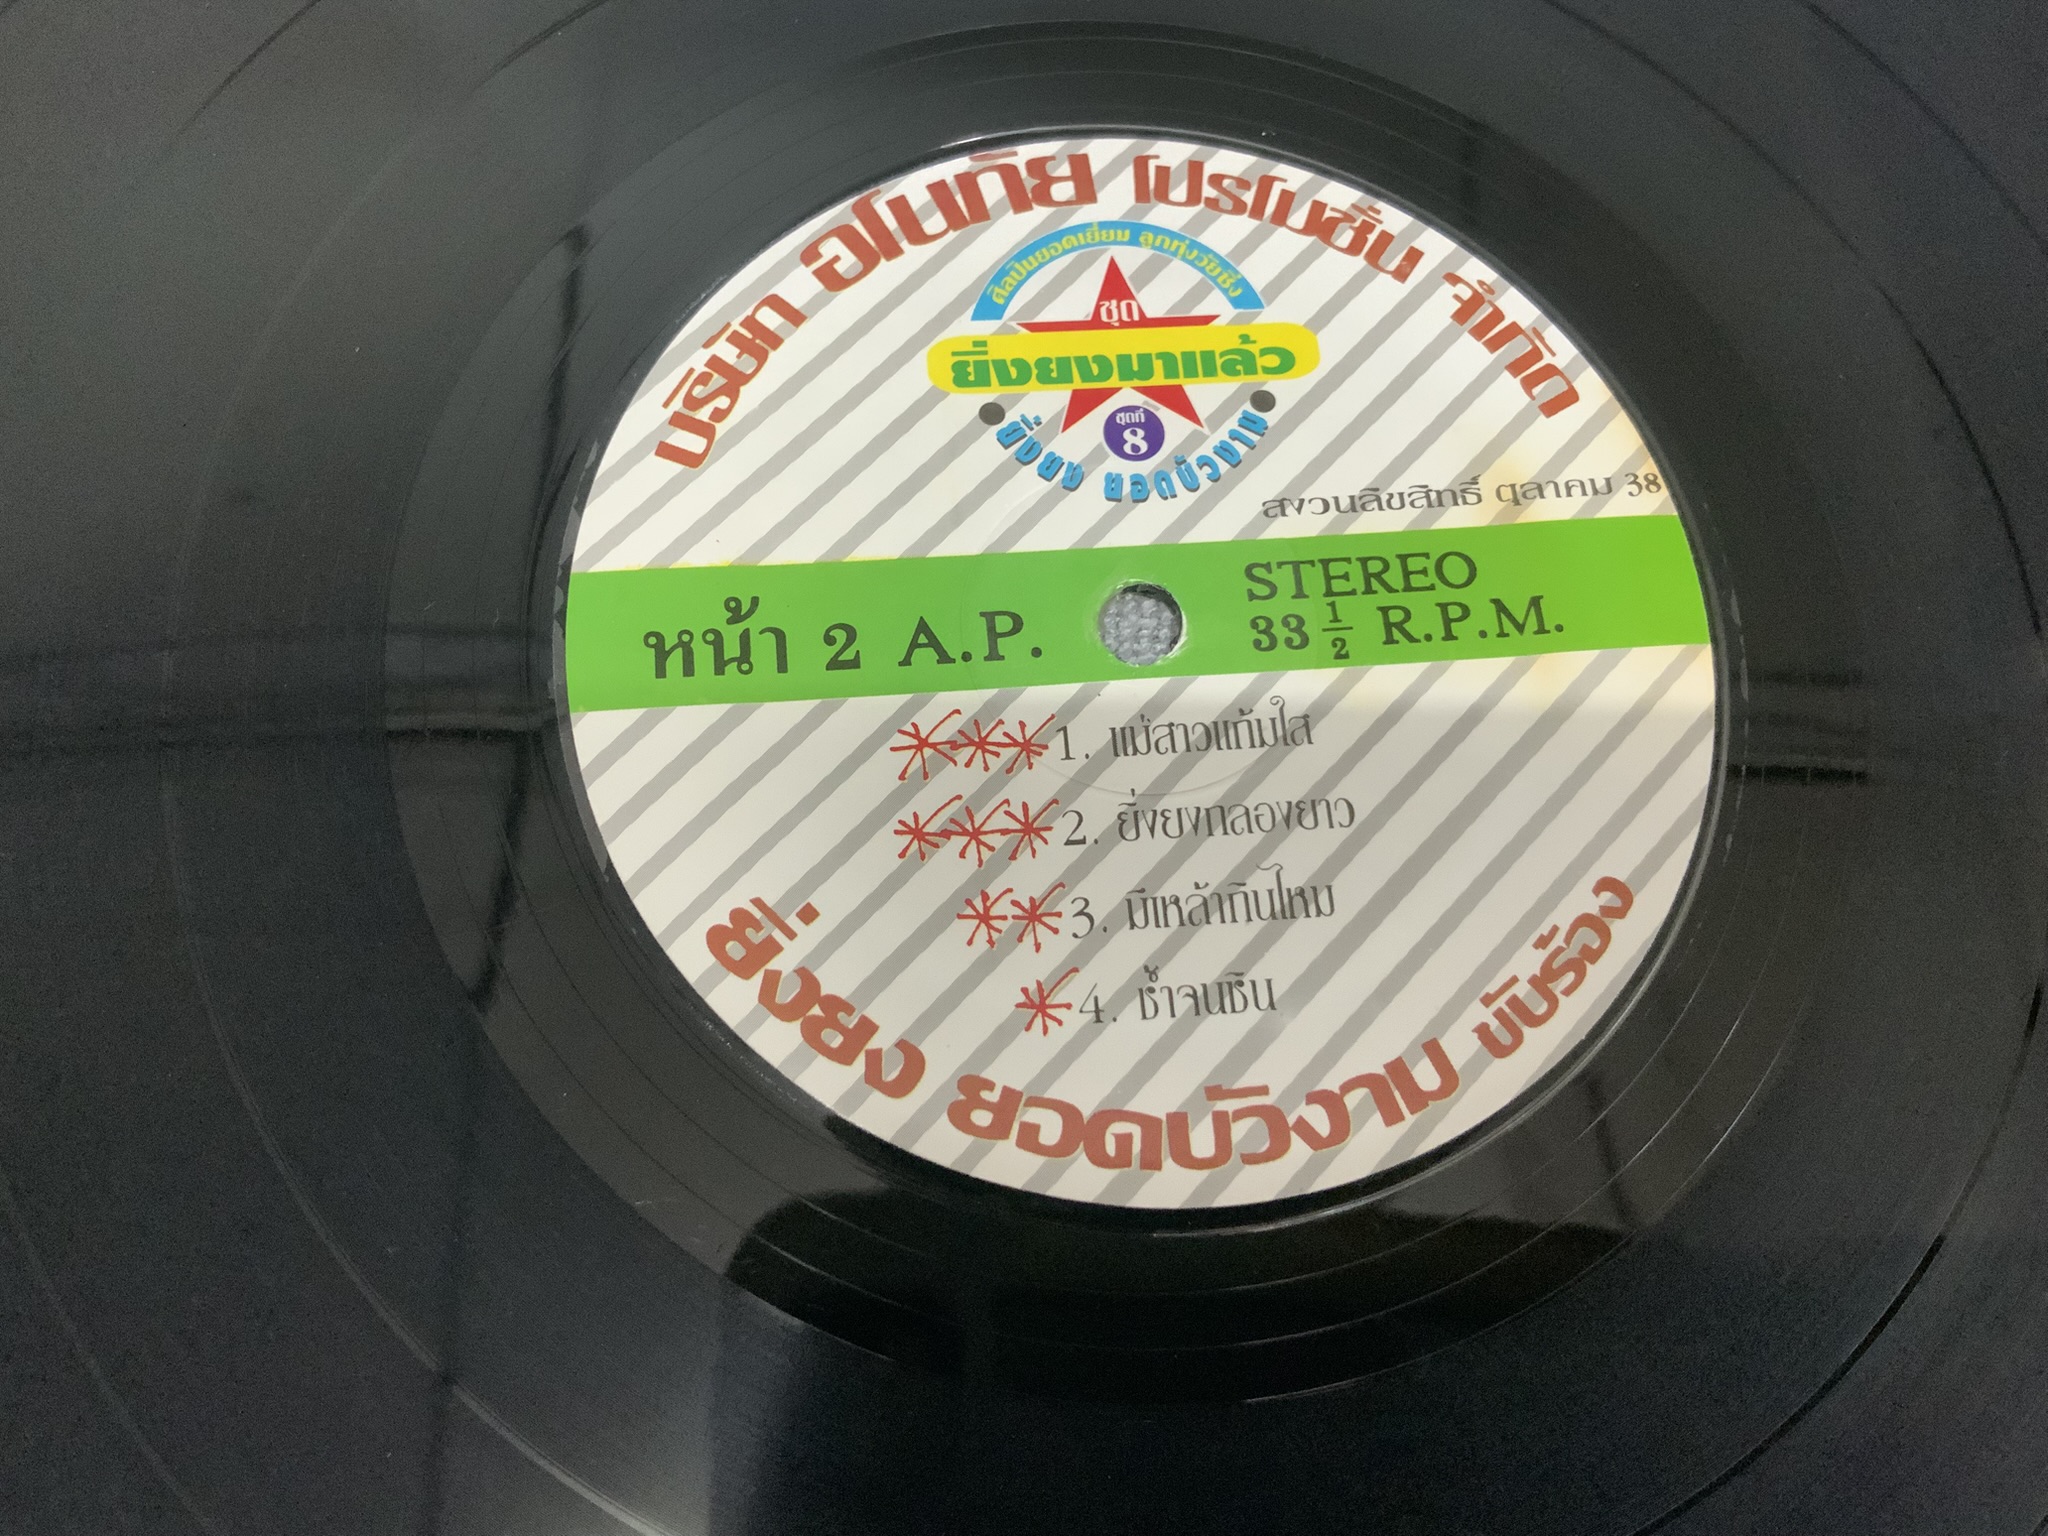 บริษัท อโนทัย โปรโมชั่น จำกัด
ศิลปินยอดเยี่ยม ลูกทุ่งวัยซิ่ง
ชุด
ยิ่งยงมาแล้ว
ชุดที่
8
ยิ่งยง ยอดบัวงาม
สงวนลิขสิทธิ์ ตุลาคม 38
หน้า 2 A.P.
STEREO
33 1/2 R.P.M.
1. แม่สาวแก้มใส
2. ยิ่งยงกลองยาว
3. มีเหล้ากินไหม
4. ช้ำจนชิน
ยิ่งยง ยอดบัวงาม ขับร้อง